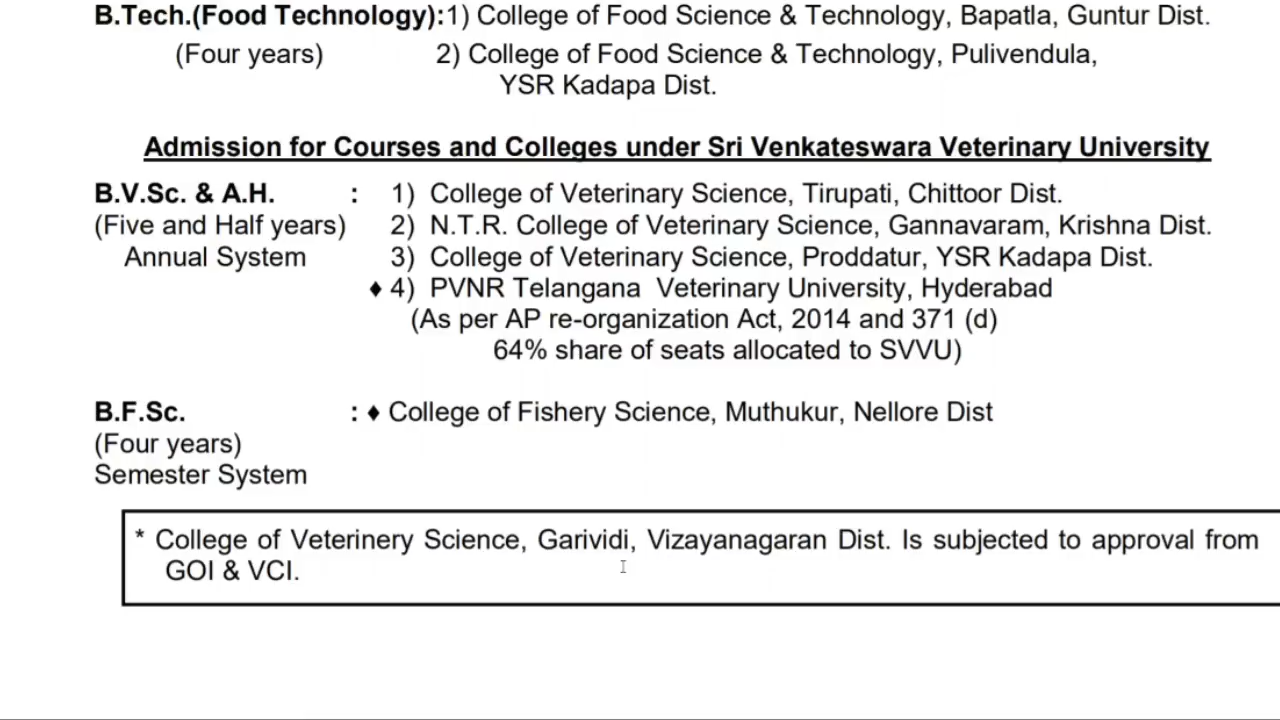 B.Tech.(Food Technology):1) College of Food Science & Technology, Bapatla, Guntur Dist.
(Four years) 2) College of Food Science & Technology, Pulivendula,
YSR Kadapa Dist.
Admission for Courses and Colleges under Sri Venkateswara Veterinary University
B.V.Sc. & A.H. : 1) College of Veterinary Science, Tirupati, Chittoor Dist.
(Five and Half years) 2) N.T.R. College of Veterinary Science, Gannavaram, Krishna Dist.
Annual System 3) College of Veterinary Science, Proddatur, YSR Kadapa Dist.
♦ 4) PVNR Telangana Veterinary University, Hyderabad
(As per AP re-organization Act, 2014 and 371 (d)
64% share of seats allocated to SVVU)
B.F.Sc. : ♦ College of Fishery Science, Muthukur, Nellore Dist
(Four years)
Semester System
* College of Veterinery Science, Garividi, Vizayanagaran Dist. Is subjected to approval from
GOI & VCI.